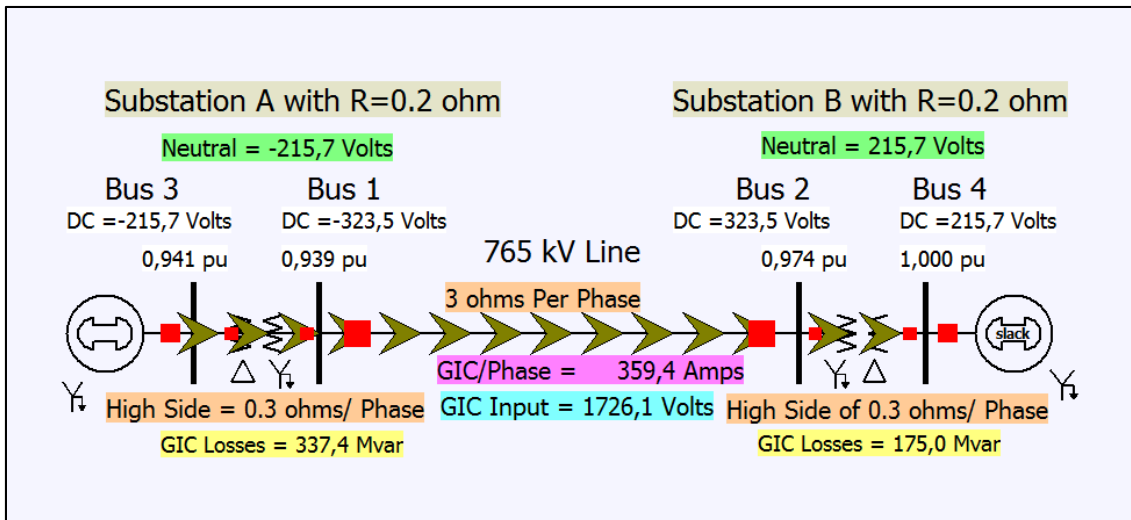 Substation A with R=0.2 ohm
Substation B with R=0.2 ohm
Neutral = -215,7 Volts
Neutral = 215,7 Volts
Bus 3
Bus 1
Bus 2
Bus 4
DC =-215,7 Volts
DC=-323,5 Volts
DC =323,5 Volts
DC =215,7 Volts
0,941 pu
0,939 pu
765 kV Line
0,974 pu
1,000 pu
3 ohms Per Phase
slack
GIC/Phase = 359,4 Amps
High Side = 0.3 ohms/ Phase
GIC Input = 1726,1 Volts
High Side of 0.3 ohms/ Phase
GIC Losses = 337,4 Mvar
GIC Losses = 175,0 Mvar